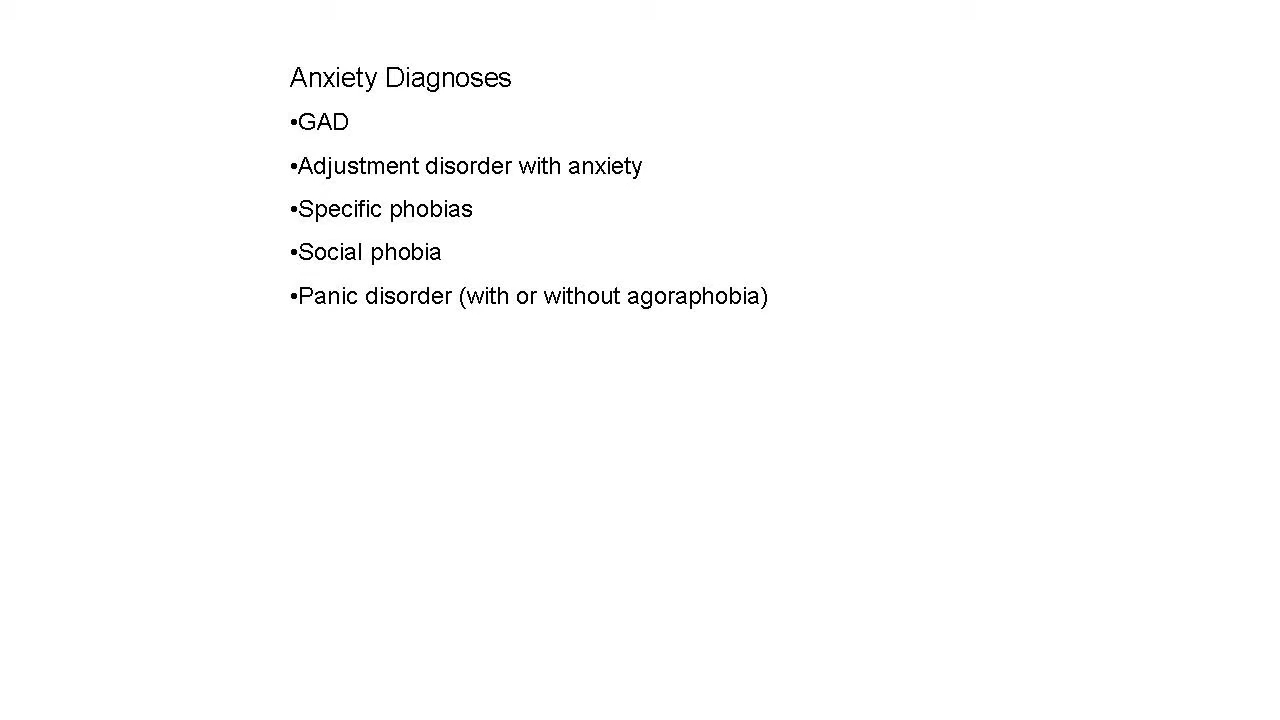 Anxiety Diagnoses
•GAD
•Adjustment disorder with anxiety
•Specific phobias
•Social phobia
•Panic disorder (with or without agoraphobia)